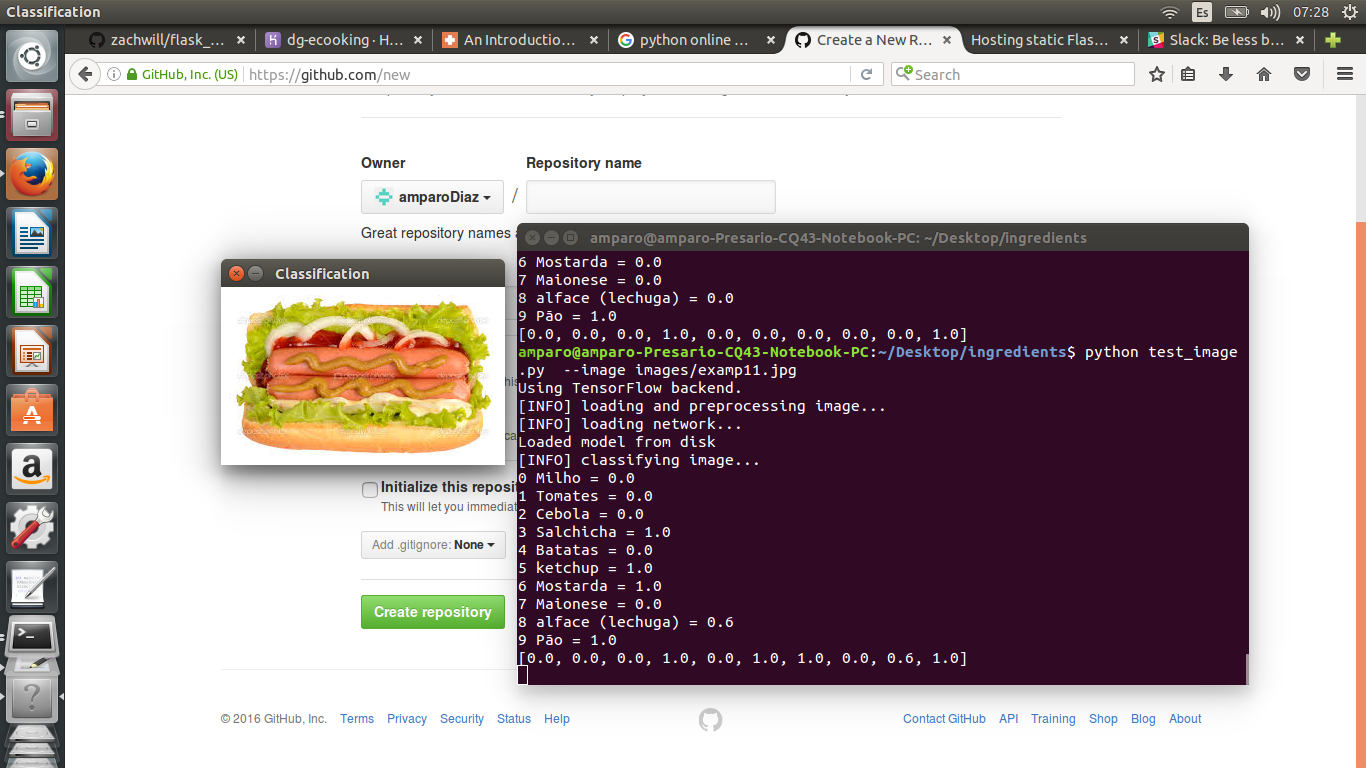 Classification
Es
07:28
zachwill/flask_...
dg-ecooking · H...
An Introductio...
python online ...
Create a New R...
Hosting static Flas...
Slack: Be less b...
GitHub, Inc. (US)
https://github.com/new
Search
Owner
Repository name
amparoDiaz
/
Great repository names
amparo@amparo-Presario-CQ43-Notebook-PC: ~/Desktop/ingredients
6 Mostarda = 0.0
7 Maionese = 0.0
8 alface (lechuga) = 0.0
9 Pão = 1.0
[0.0, 0.0, 0.0, 1.0, 0.0, 0.0, 0.0, 0.0, 0.0, 1.0]
amparo@amparo-Presario-CQ43-Notebook-PC:~/Desktop/ingredients$ python test_image
.py  --image images/examp11.jpg
Using TensorFlow backend.
[INFO] loading and preprocessing image...
[INFO] loading network...
Loaded model from disk
[INFO] classifying image...
0 Milho = 0.0
1 Tomates = 0.0
2 Cebola = 0.0
3 Salchicha = 1.0
4 Batatas = 0.0
5 ketchup = 1.0
6 Mostarda = 1.0
7 Maionese = 0.0
8 alface (lechuga) = 0.6
9 Pão = 1.0
[0.0, 0.0, 0.0, 1.0, 0.0, 1.0, 1.0, 0.0, 0.6, 1.0]
Classification
Initialize this reposit
This will let you immediat
Add .gitignore: None
Create repository
© 2016 GitHub, Inc.
Terms
Privacy
Security
Status
Help
Contact GitHub
API
Training
Shop
Blog
About